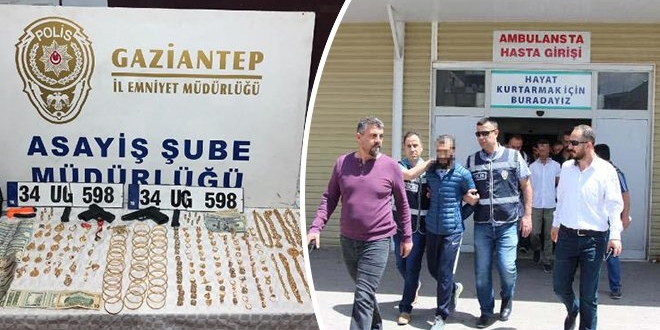 POLİS
GAZİANTEP
İL EMNİYET MÜDÜRLÜĞÜ
ASAYİŞ ŞUBE
MÜDÜRLÜĞÜ
34 UG 598
34 UG 598
AMBULANSTA
HASTA GİRİŞİ
HAYAT
KURTARMAK İÇİN
BURADAYIZ